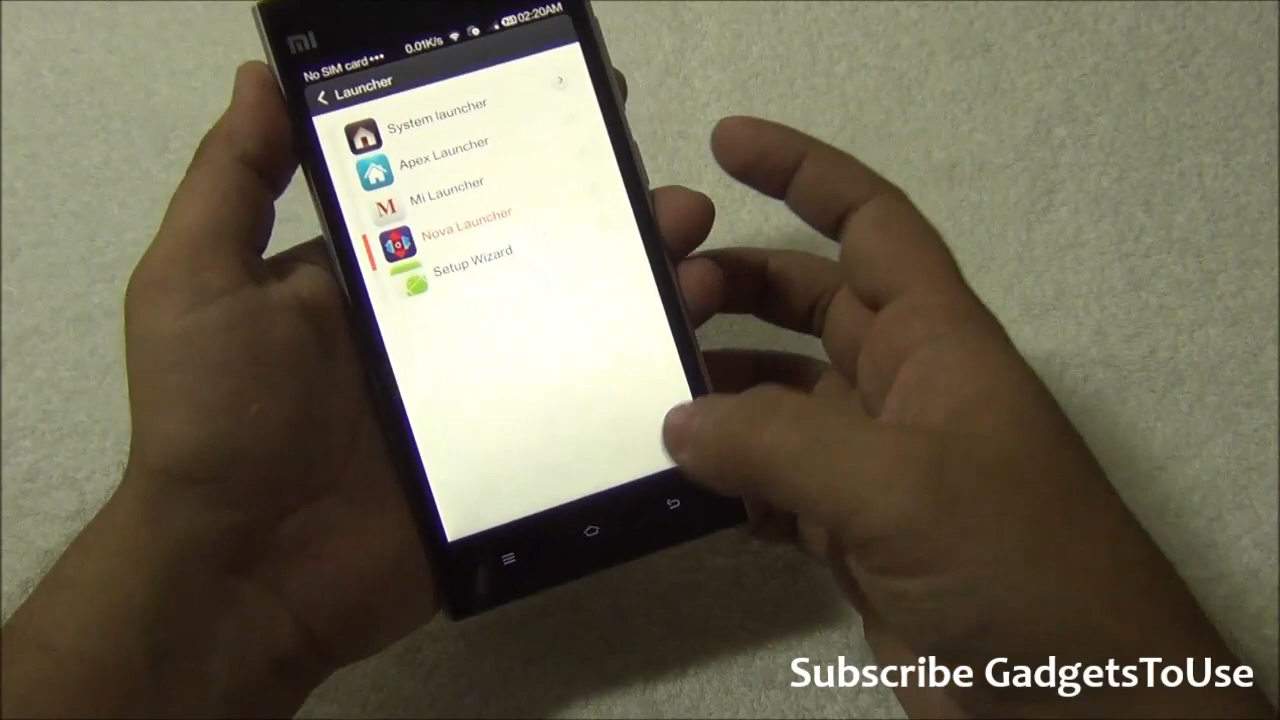 mi
No SIM card... 0.01K/s 02:20AM
Launcher
System launcher
Apex Launcher
M Mi Launcher
Nova Launcher
Setup Wizard
Subscribe GadgetsToUse